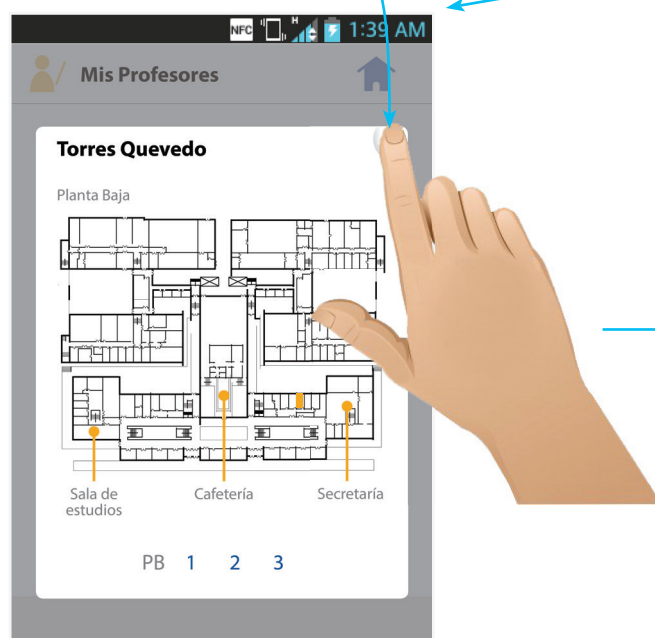 NFC H 1:39 AM
Mis Profesores
Torres Quevedo
Planta Baja
Sala de estudios
Cafetería
Secretaría
PB 1 2 3